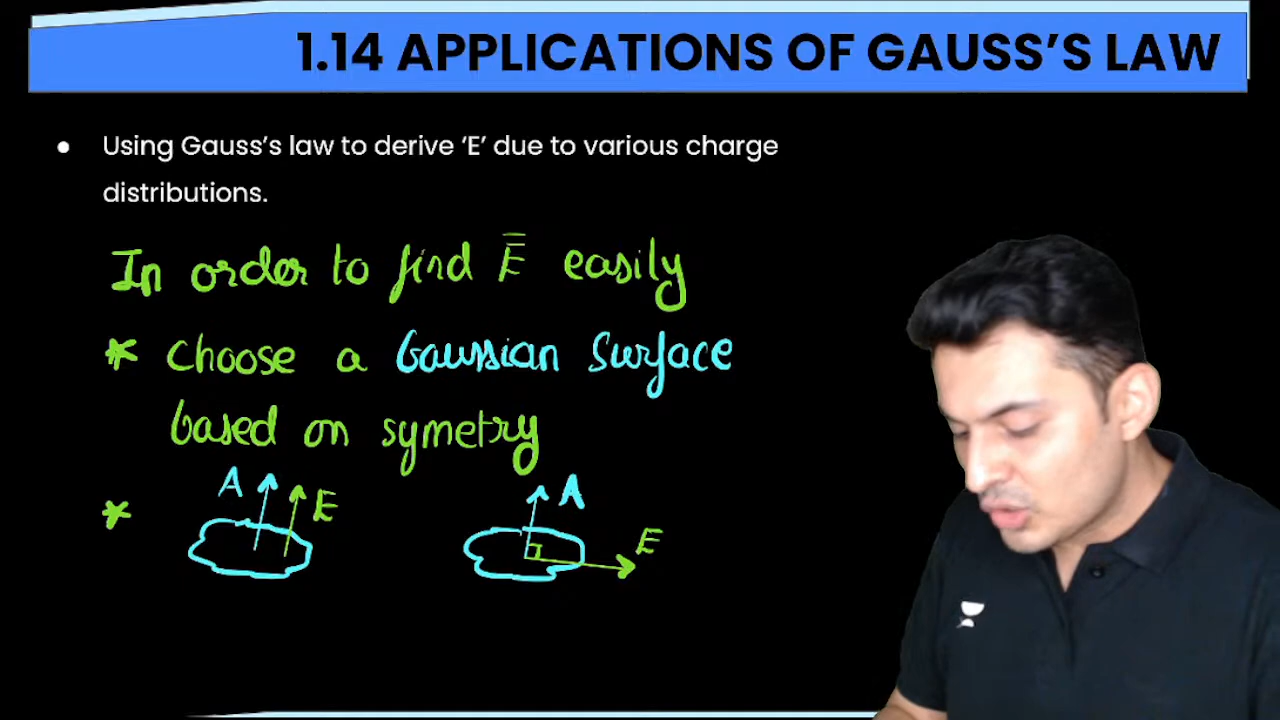 1.14 APPLICATIONS OF GAUSS’S LAW
• Using Gauss’s law to derive ‘E’ due to various charge
distributions.
In order to find E̅ easily
* Choose a Gaussian Surface
based on symetry
* A E A E